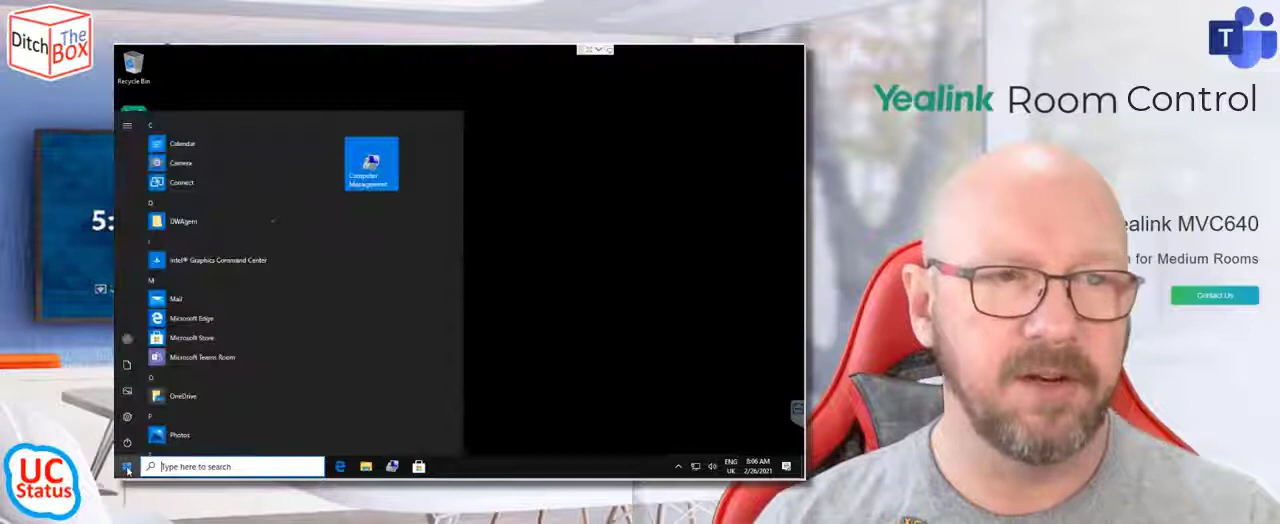 Ditch The BOX
Recycle Bin
Yealink Room Control
C
Calendar
Camera
Connect
Computer
Management
D
DWAgent
5:
I
Intel® Graphics Command Center
ealink MVC640
for Medium Rooms
Contact Us
M
Mail
Microsoft Edge
Microsoft Store
Microsoft Teams Room
O
OneDrive
P
Photos
Type here to search
ENG
UK
8:06 AM
2/26/2021
UC
Status
T